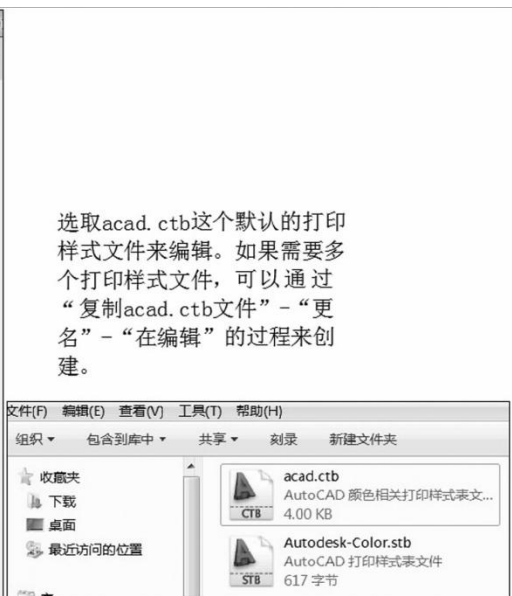 选取acad.ctb这个默认的打印
样式文件来编辑。如果需要多
个打印样式文件，可以通过
“复制acad.ctb文件”-“更
名”-“在编辑”的过程来创
建。
文件(F) 编辑(E) 查看(V) 工具(T) 帮助(H)
组织 包含到库中 共享 刻录 新建文件夹
收藏夹
下载
桌面
最近访问的位置
acad.ctb
AutoCAD 颜色相关打印样式表文...
4.00 KB
CTB
Autodesk-Color.stb
AutoCAD 打印样式表文件
617 字节
STB